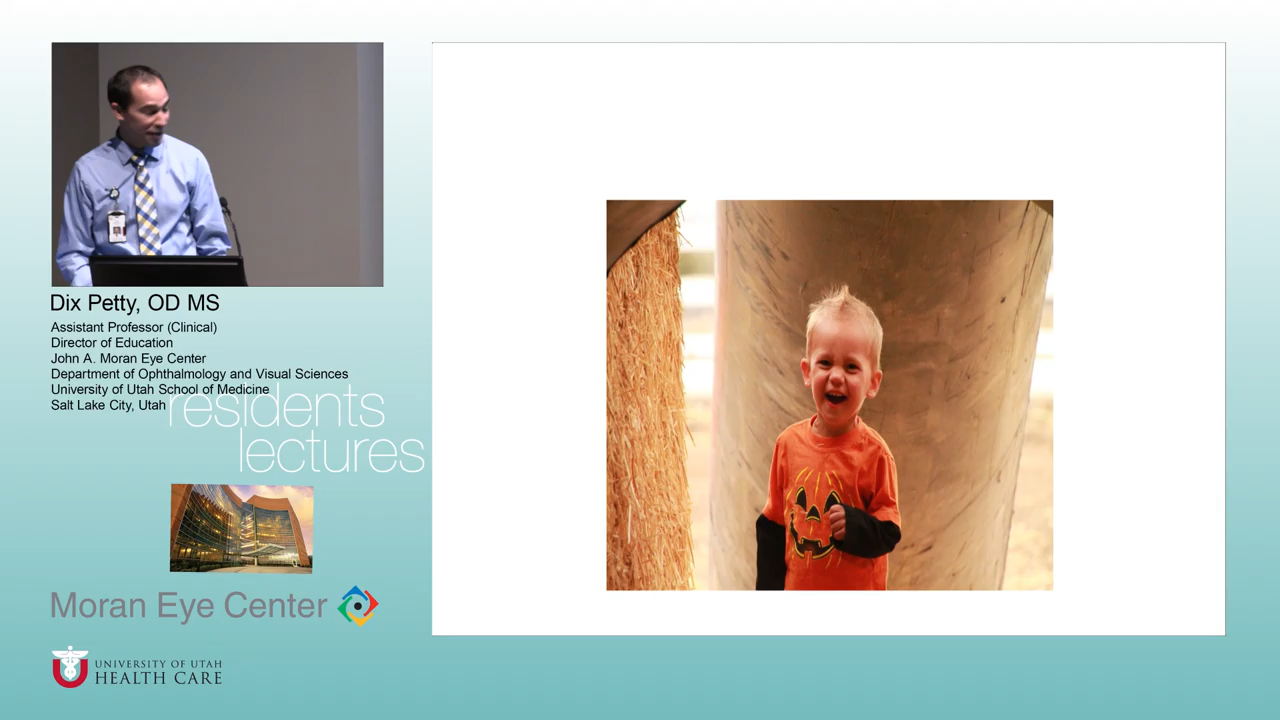 Dix Petty, OD MS
Assistant Professor (Clinical)
Director of Education
John A. Moran Eye Center
Department of Ophthalmology and Visual Sciences
University of Utah School of Medicine
Salt Lake City, Utah
residents
lectures
Moran Eye Center
U
UNIVERSITY OF UTAH
HEALTH CARE